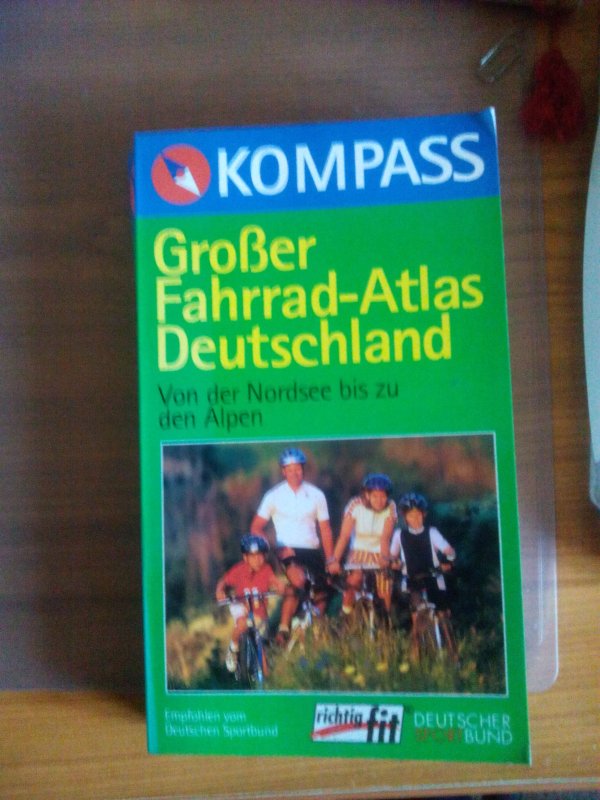 KOMPASS
Großer
Fahrrad-Atlas
Deutschland
Von der Nordsee bis zu
den Alpen
Empfohlen vom
Deutschen Sportbund
richtig
fit
DEUTSCHER
SPORTBUND